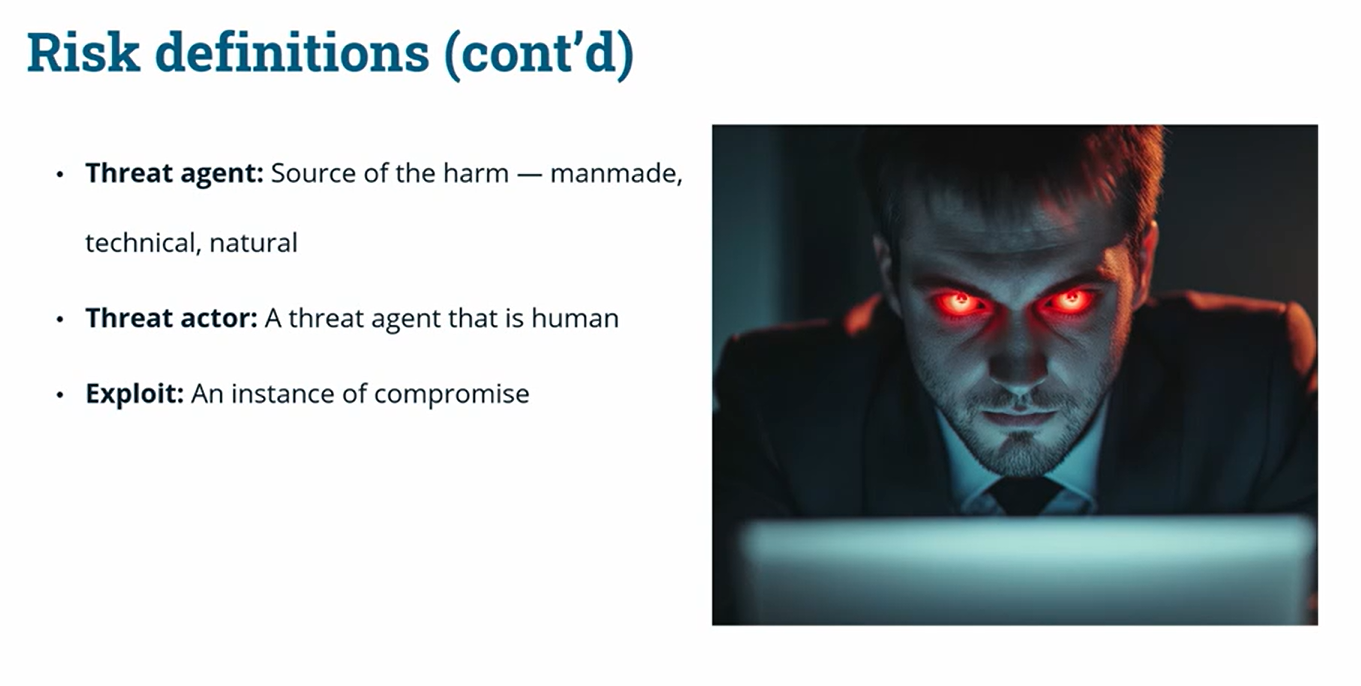 Risk definitions (cont’d)
• Threat agent: Source of the harm — manmade,
technical, natural
• Threat actor: A threat agent that is human
• Exploit: An instance of compromise